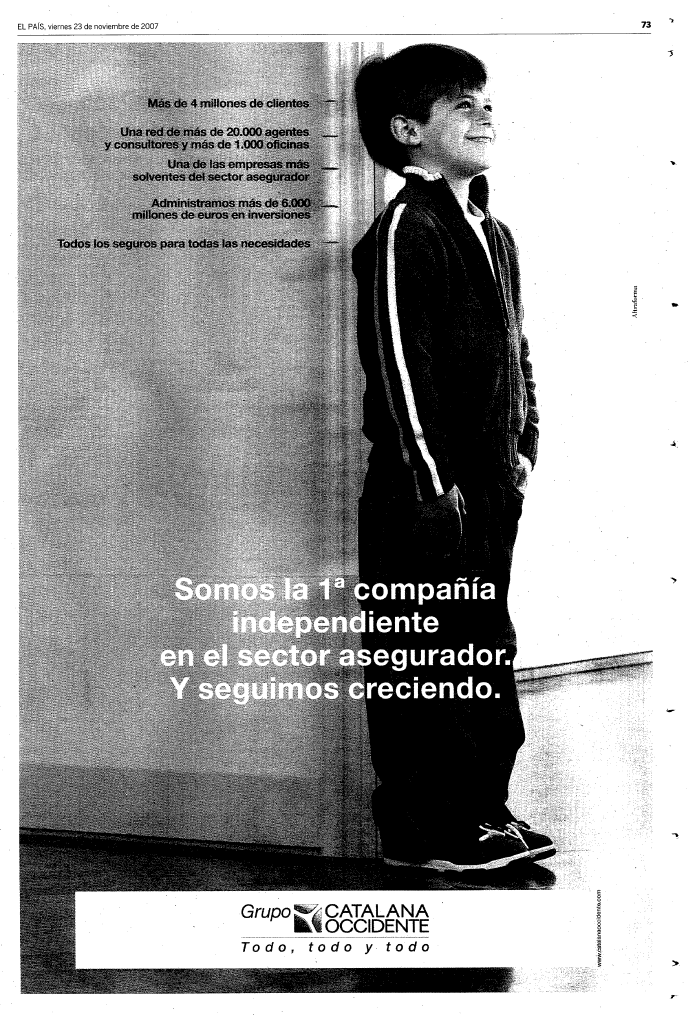 EL PAÍS, viernes 23 de noviembre de 2007
73
Más de 4 millones de clientes
Una red de más de 20.000 agentes
y consultores y más de 1.000 oficinas
Una de las empresas más
solventes del sector asegurador
Administramos más de 6.000
millones de euros en inversiones
Todos los seguros para todas las necesidades
Altraforma
Somos la 1ª compañía
independiente
en el sector asegurador.
Y seguimos creciendo.
Grupo CATALANA
OCCIDENTE
Todo, todo y todo
www.catalanaoccidente.com